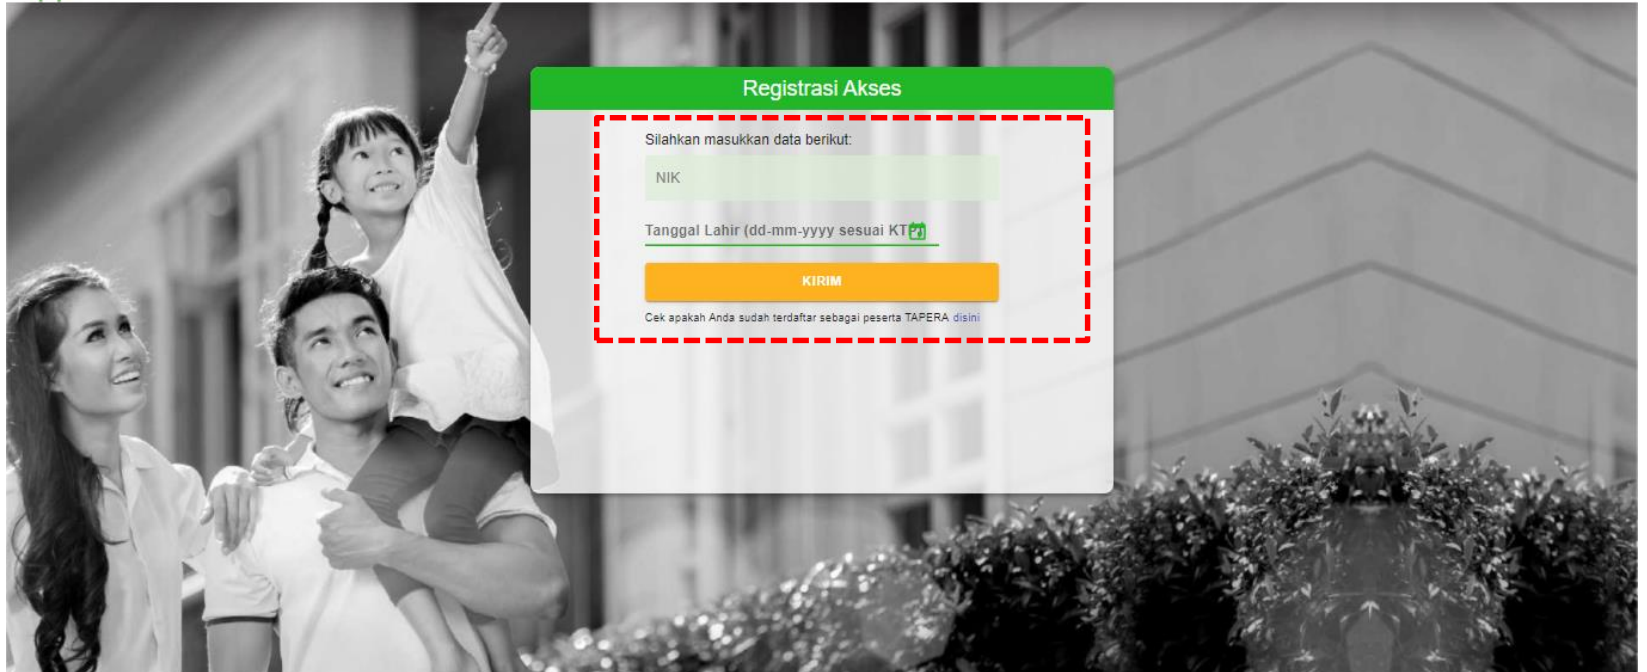 Registrasi Akses
Silahkan masukkan data berikut:
NIK
Tanggal Lahir (dd-mm-yyyy sesuai KT
KIRIM
Cek apakah Anda sudah terdaftar sebagai peserta TAPERA disini